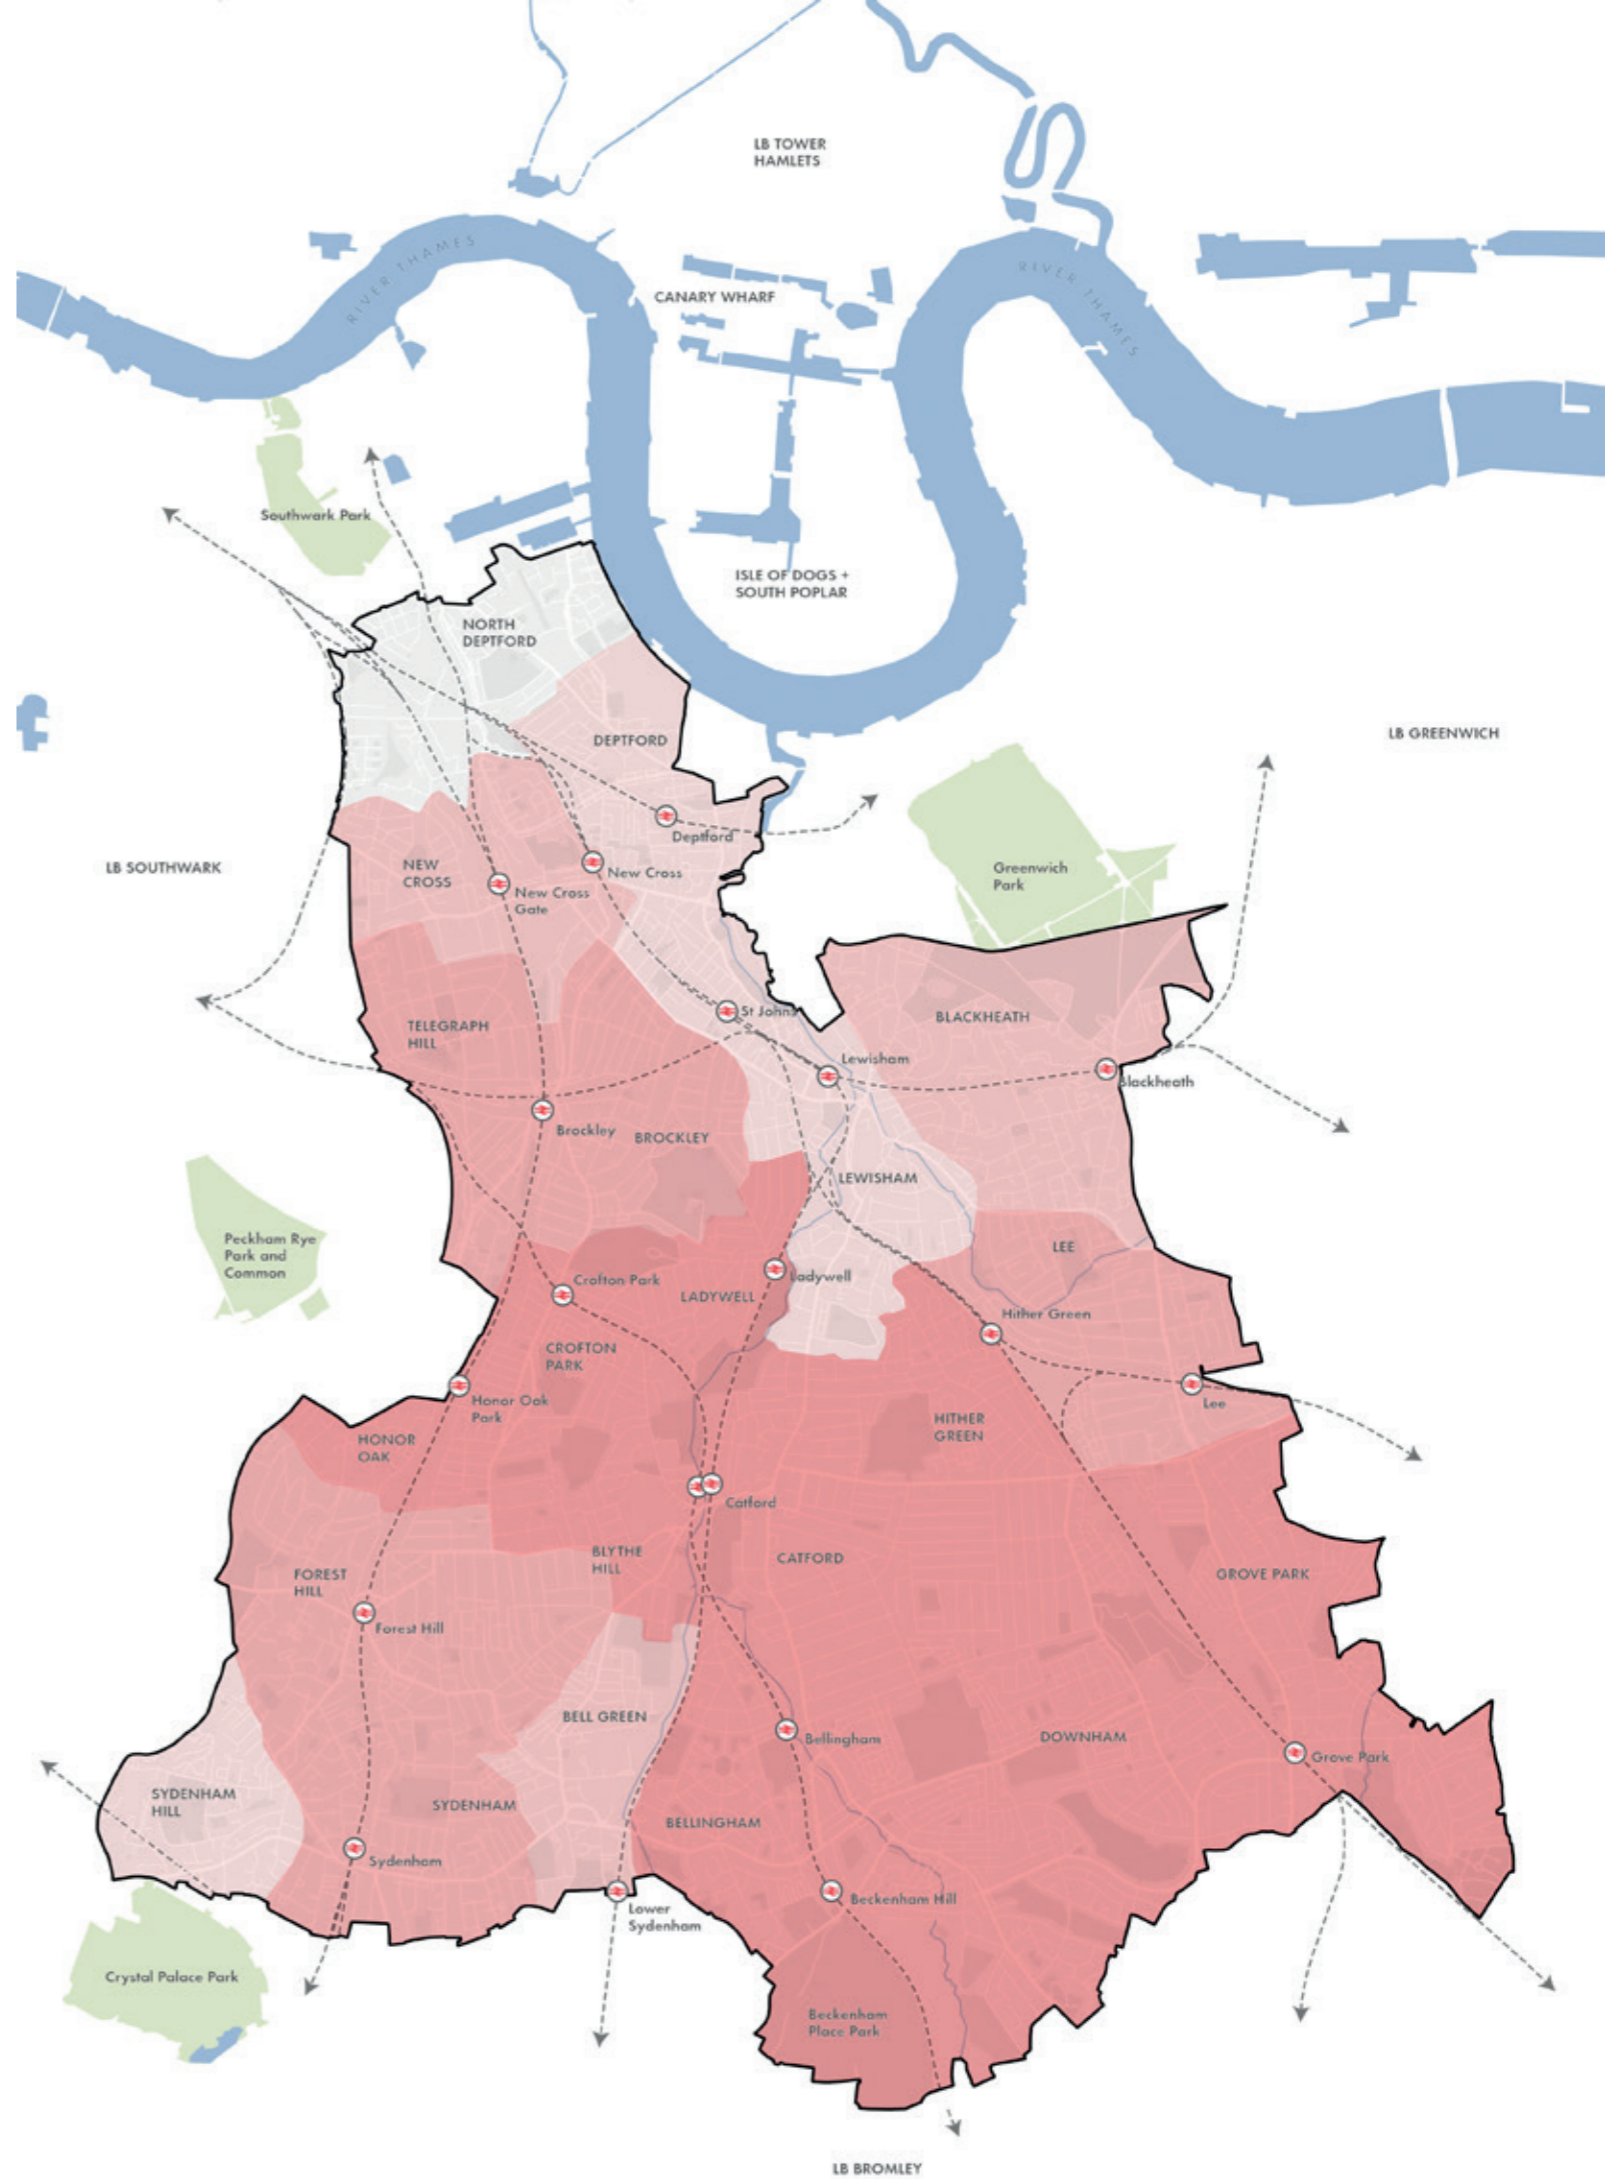 LB TOWER
HAMLETS
RIVER THAMES
RIVER THAMES
CANARY WHARF
Southwark Park
ISLE OF DOGS +
SOUTH POPLAR
NORTH
DEPTFORD
LB GREENWICH
DEPTFORD
Deptford
LB SOUTHWARK
NEW
CROSS
New Cross
New Cross
Gate
Greenwich
Park
TELEGRAPH
HILL
St Johns
BLACKHEATH
Lewisham
Blackheath
Brockley
BROCKLEY
LEWISHAM
Peckham Rye
Park and
Common
LEE
Crofton Park
LADYWELL
Ladywell
Hither Green
CROFTON
PARK
Honor Oak
Park
Lee
HONOR
OAK
HITHER
GREEN
Catford
BLYTHE
HILL
CATFORD
FOREST
HILL
GROVE PARK
Forest Hill
BELL GREEN
Bellingham
DOWNHAM
Grove Park
SYDENHAM
HILL
SYDENHAM
BELLINGHAM
Sydenham
Beckenham Hill
Lower
Sydenham
Crystal Palace Park
Beckenham
Place Park
LB BROMLEY